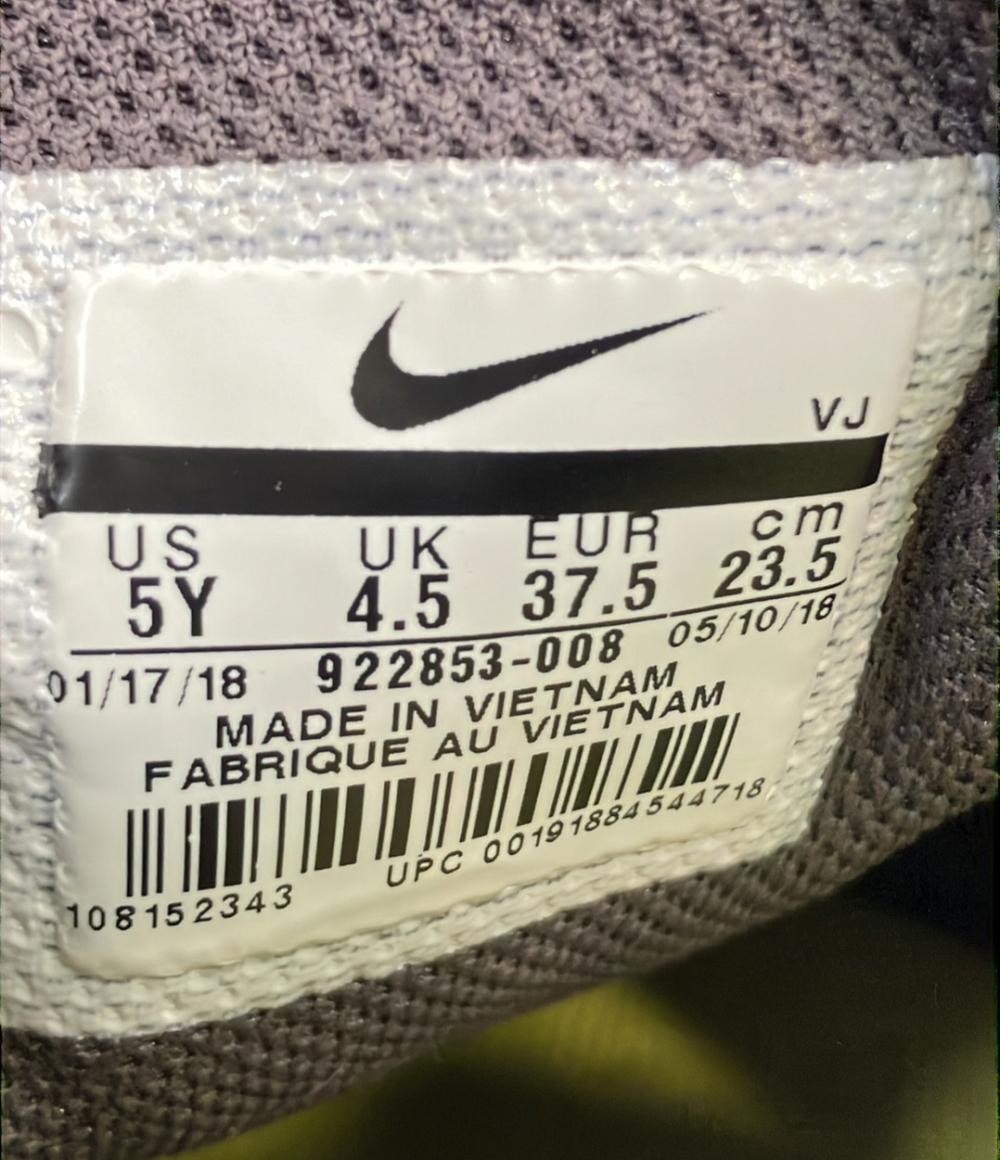 VJ
US UK EUR cm
5Y 4.5 37.5 23.5
01/17/18 922853-008 05/10/18
MADE IN VIETNAM
FABRIQUE AU VIETNAM
108152343 UPC 00191884544718